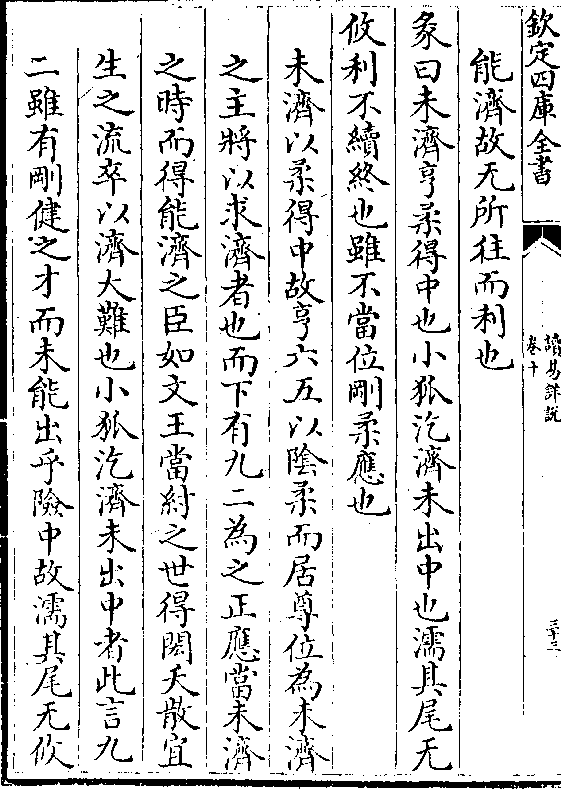 欽定四庫全書
讀易詳説
卷十
三十三
能濟故无所往而利也
彖曰未濟亨柔得中也小狐汔濟未出中也濡其尾无
攸利不續終也雖不當位剛柔應也
未濟以柔得中故亨六五以陰柔而居尊位為未濟
之主將以求濟者也而下有九二為之正應當未濟
之時而得能濟之臣如文王當紂之世得閎夭散宜
生之流卒以濟大難也小狐汔濟未出中者此言九
二雖有剛健之才而未能出乎險中故濡其尾无攸